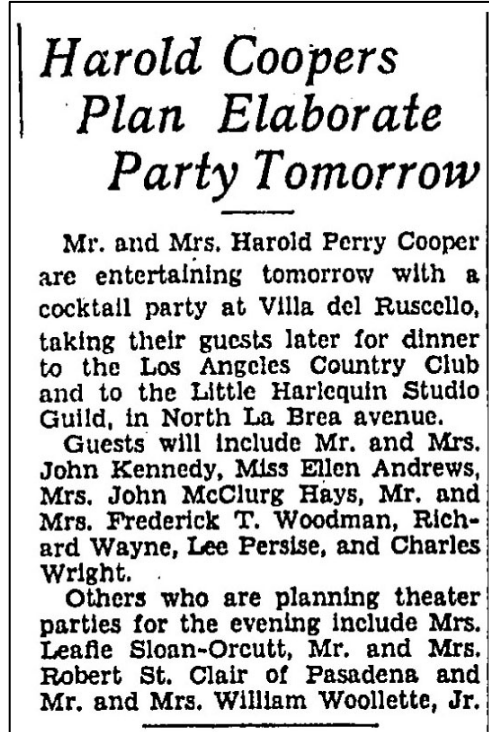 Harold Coopers
Plan Elaborate
Party Tomorrow
Mr. and Mrs. Harold Perry Cooper
are entertaining tomorrow with a
cocktail party at Villa del Ruscello,
taking their guests later for dinner
to the Los Angeles Country Club
and to the Little Harlequin Studio
Guild, in North La Brea avenue.
Guests will include Mr. and Mrs.
John Kennedy, Miss Ellen Andrews,
Mrs. John McClurg Hays, Mr. and
Mrs. Frederick T. Woodman, Rich-
ard Wayne, Lee Persise, and Charles
Wright.
Others who are planning theater
parties for the evening include Mrs.
Leafie Sloan-Orcutt, Mr. and Mrs.
Robert St. Clair of Pasadena and
Mr. and Mrs. William Woollette, Jr.